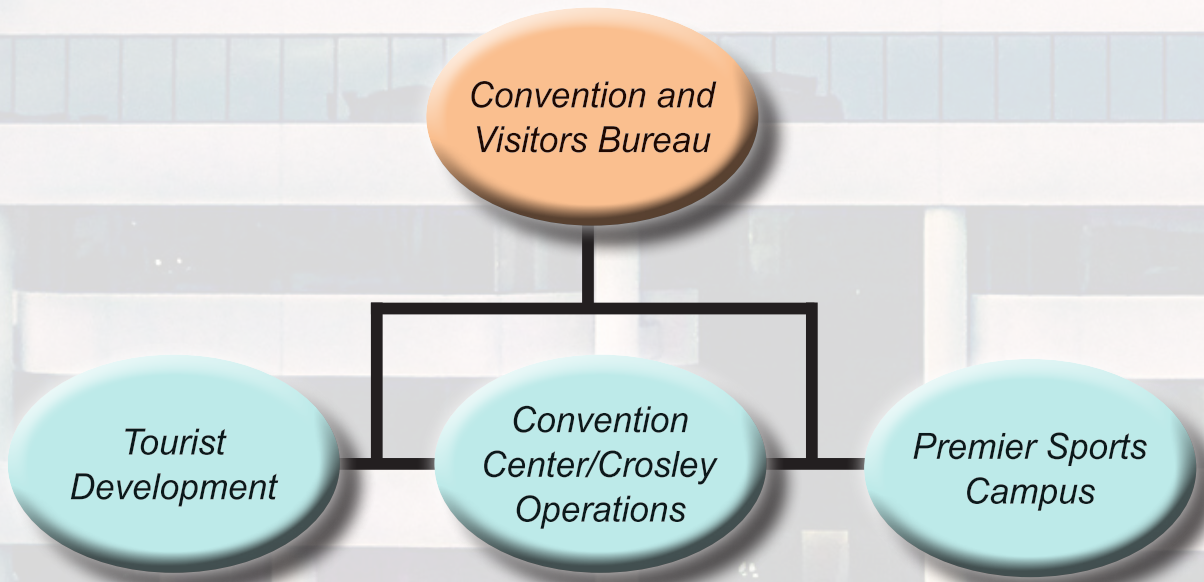 Convention and
Visitors Bureau
Tourist
Development
Convention
Center/Crosley
Operations
Premier Sports
Campus